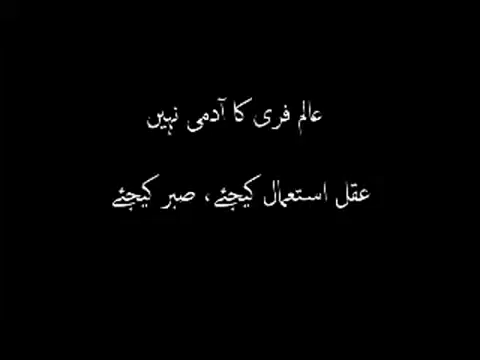 عالم فری کا آدمی نہیں
عقل استعمال کیجئے، صبر کیجئے